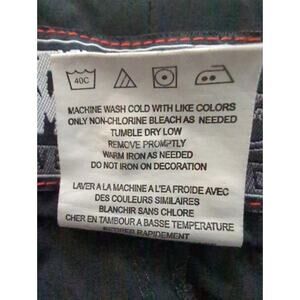 40C
MACHINE WASH COLD WITH LIKE COLORS
ONLY NON-CHLORINE BLEACH AS NEEDED
TUMBLE DRY LOW
REMOVE PROMPTLY
WARM IRON AS NEEDED
DO NOT IRON ON DECORATION
LAVER A LA MACHINE A L'EA FROIDE AVEC
DES COULEURS SIMILAIRES
BLANCHIR SANS CHLORE
CHER EN TAMBOUR A BASSE TEMPERATURE
RAPIDEMENT